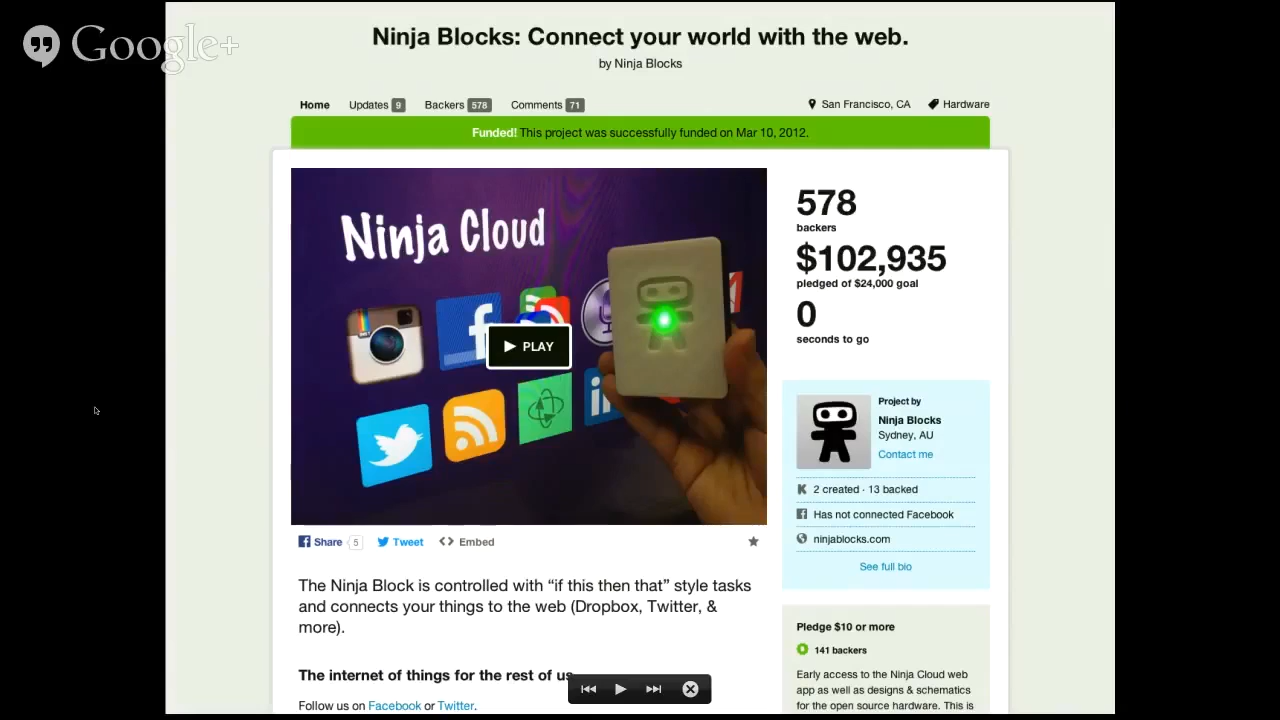 Google+
Ninja Blocks: Connect your world with the web.
by Ninja Blocks
Home Updates 9 Backers 578 Comments 71
San Francisco, CA Hardware
Funded! This project was successfully funded on Mar 10, 2012.
Ninja Cloud
PLAY
578
backers
$102,935
pledged of $24,000 goal
0
seconds to go
Project by
Ninja Blocks
Sydney, AU
Contact me
2 created · 13 backed
Has not connected Facebook
ninjablocks.com
See full bio
Share 5 Tweet Embed
The Ninja Block is controlled with “if this then that” style tasks
and connects your things to the web (Dropbox, Twitter, &
more).
The internet of things for the rest of us
Follow us on Facebook or Twitter.
Pledge $10 or more
141 backers
Early access to the Ninja Cloud web
app as well as designs & schematics
for the open source hardware. This is